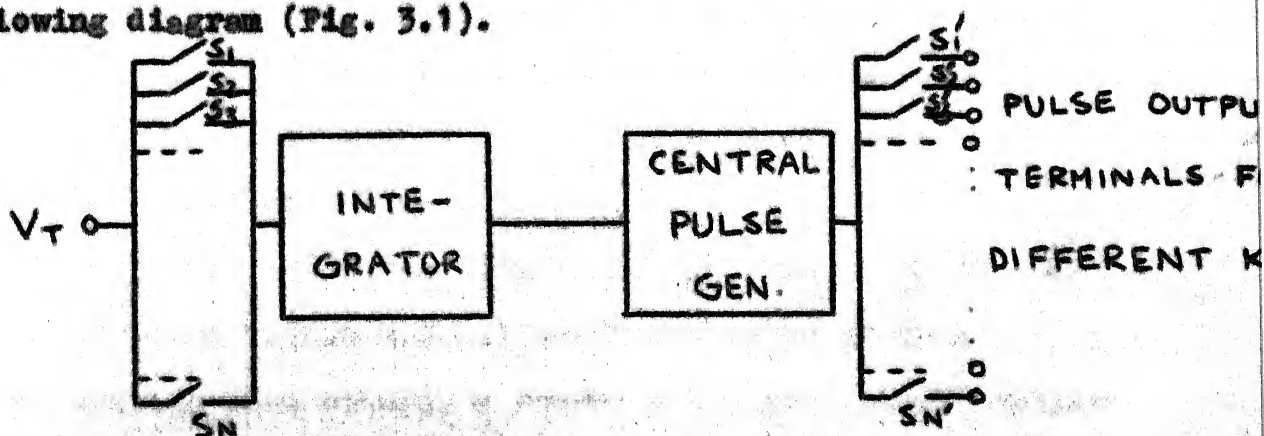 lowing diagram (Fig. 3.1).
S1
S2
S3
SN
VT
INTE-
GRATOR
CENTRAL
PULSE
GEN.
S1'
SN'
PULSE OUTPU
TERMINALS F
DIFFERENT K